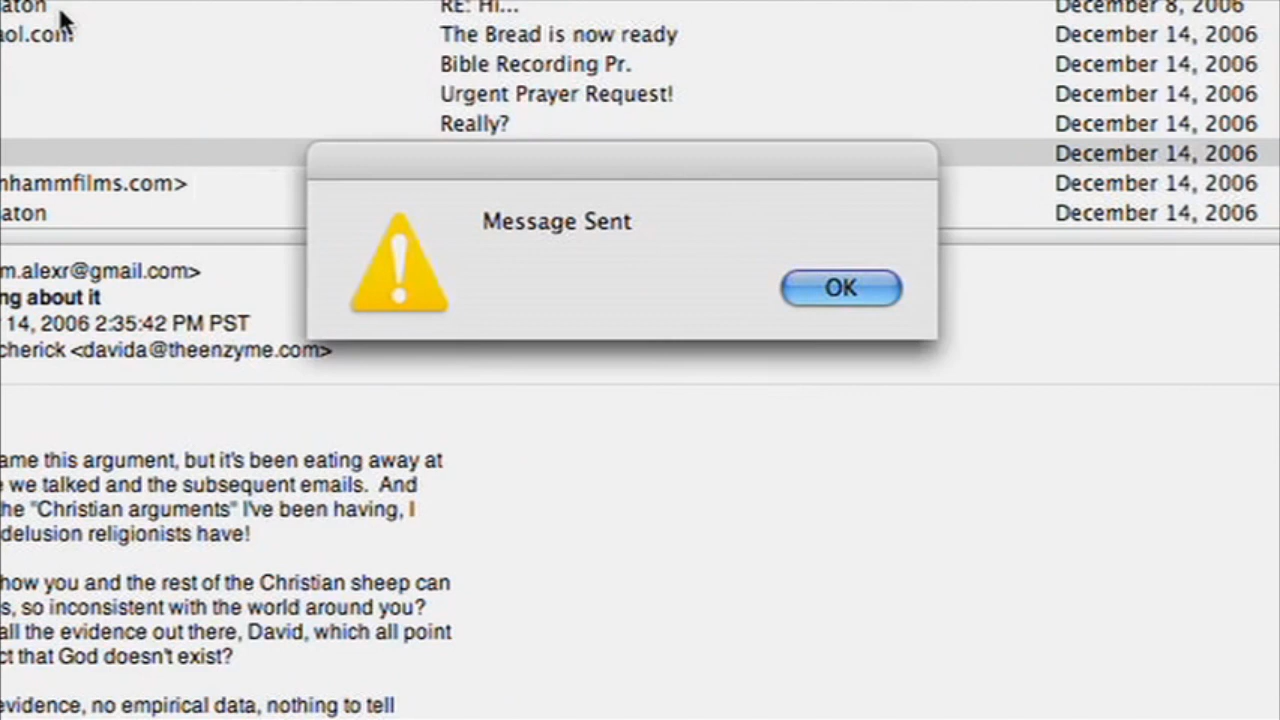 aton
RE: Hi...
December 8, 2006
aol.com
The Bread is now ready
December 14, 2006
Bible Recording Pr.
December 14, 2006
Urgent Prayer Request!
December 14, 2006
Really?
December 14, 2006
December 14, 2006
nhammfilms.com>
December 14, 2006
aton
December 14, 2006
Message Sent
OK
m.alexr@gmail.com>
ng about it
14, 2006 2:35:42 PM PST
cherick <davida@theenzyme.com>
ame this argument, but it's been eating away at
e we talked and the subsequent emails. And
he "Christian arguments" I've been having, I
delusion religionists have!
how you and the rest of the Christian sheep can
s, so inconsistent with the world around you?
all the evidence out there, David, which all point
ct that God doesn't exist?
evidence, no empirical data, nothing to tell